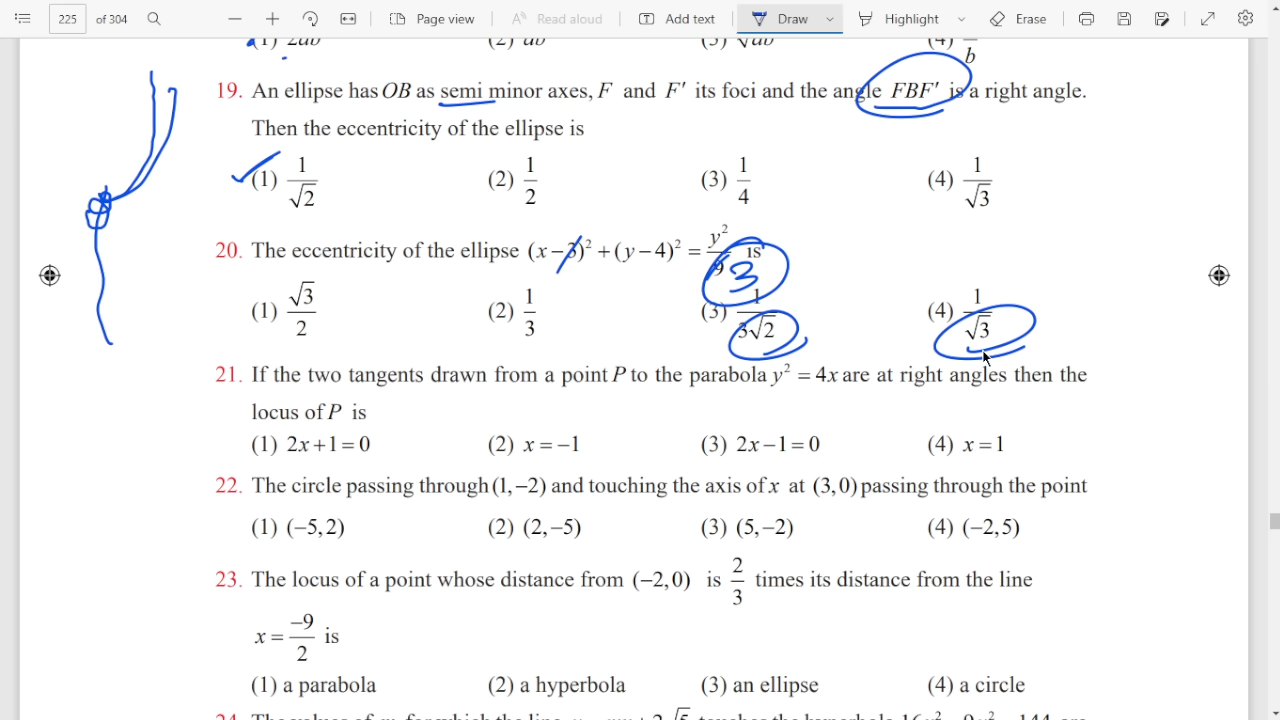 225 of 304 Page view Read aloud Add text Draw Highlight Erase
(1) 2ab (2) ab (3) √ab (4) b
19. An ellipse has OB as semi minor axes, F and F′ its foci and the angle FBF′ is a right angle.
Then the eccentricity of the ellipse is
(1) 1/√2 (2) 1/2 (3) 1/4 (4) 1/√3
20. The eccentricity of the ellipse (x−3)² + (y−4)² = y²/9 is
3
(1) √3/2 (2) 1/3 (3) 1/3√2 (4) 1/√3
21. If the two tangents drawn from a point P to the parabola y² = 4x are at right angles then the
locus of P is
(1) 2x+1=0 (2) x=−1 (3) 2x−1=0 (4) x=1
22. The circle passing through (1,−2) and touching the axis of x at (3,0) passing through the point
(1) (−5,2) (2) (2,−5) (3) (5,−2) (4) (−2,5)
23. The locus of a point whose distance from (−2,0) is 2/3 times its distance from the line
x = −9/2 is
(1) a parabola (2) a hyperbola (3) an ellipse (4) a circle